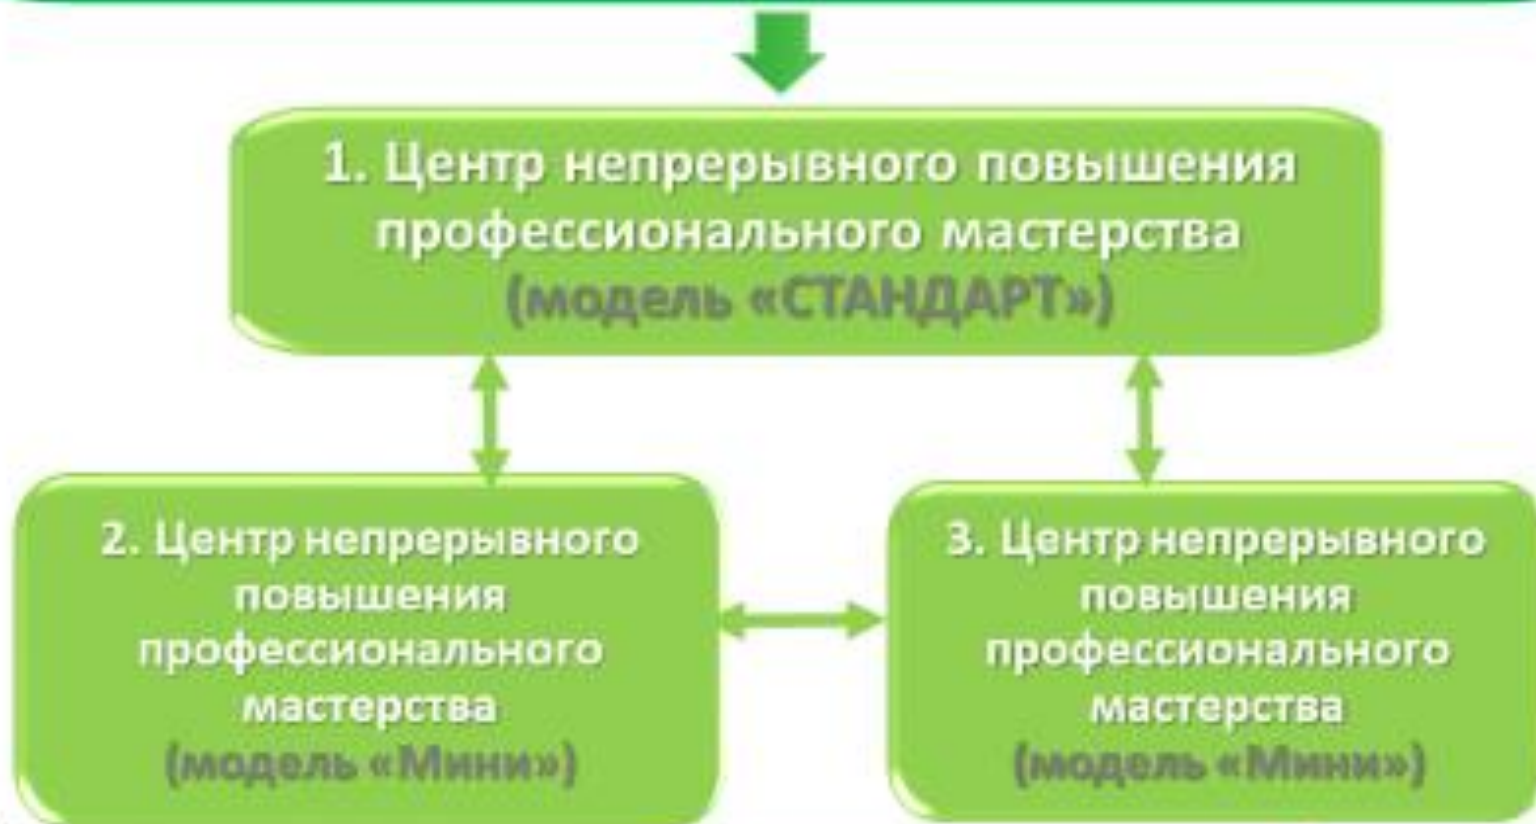 1. Центр непрерывного повышения
профессионального мастерства
(модель «СТАНДАРТ»)
2. Центр непрерывного
повышения
профессионального
мастерства
(модель «Мини»)
3. Центр непрерывного
повышения
профессионального
мастерства
(модель «Мини»)